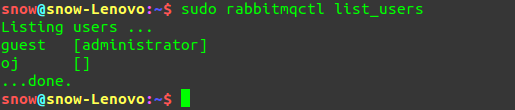 snow@snow-Lenovo:~$ sudo rabbitmqctl list_users
Listing users ...
guest	[administrator]
oj	[]
...done.
snow@snow-Lenovo:~$